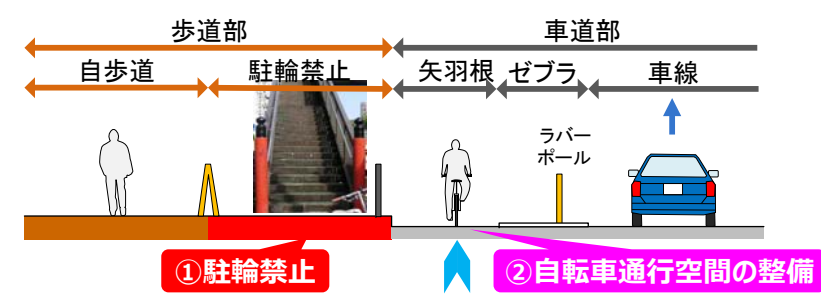 歩道部
車道部
自歩道
駐輪禁止
矢羽根
ゼブラ
車線
ラバー
ポール
①駐輪禁止
②自転車通行空間の整備